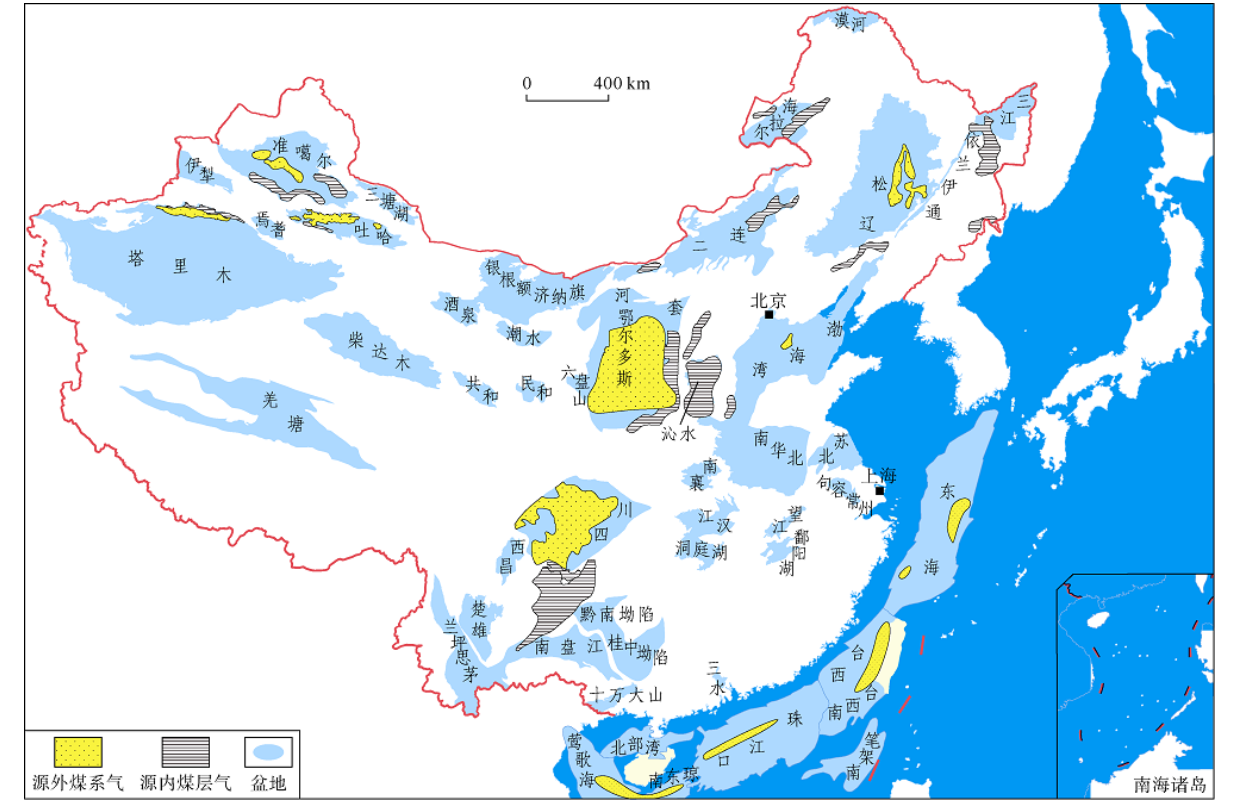 漠河
0 400 km
海
拉
尔
三
江
依
兰
伊
通
准噶尔
伊犁
三塘湖
松
辽
焉耆
吐哈
二连
塔里木
银根额济纳旗
河套
酒泉
潮水
鄂尔多斯
北京
渤海湾
柴达木
六盘山
共和
民和
羌塘
沁水
南华北
苏北
南襄
上海
句容常州
东海
川
四
江汉
洞庭湖
望江
鄱阳湖
西昌
楚雄
黔南坳陷
兰坪思茅
南盘江
桂中坳陷
台西
台西南
三水
十万大山
珠江口
北部湾
莺歌海
琼东南
笔架南
源外煤系气
源内煤层气
盆地
南海诸岛